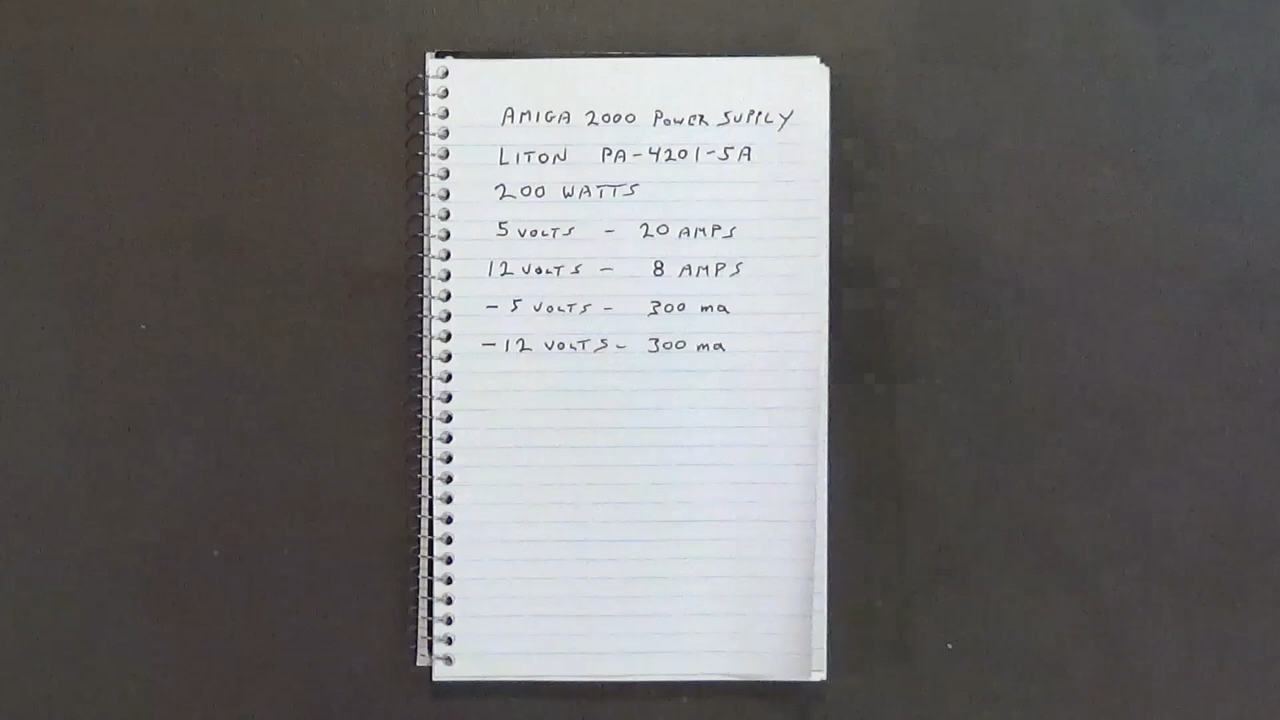 AMIGA 2000 POWER SUPPLY
LITON PA-4201-5A
200 WATTS
5 VOLTS - 20 AMPS
12 VOLTS - 8 AMPS
- 5 VOLTS - 300 ma
-12 VOLTS - 300 ma